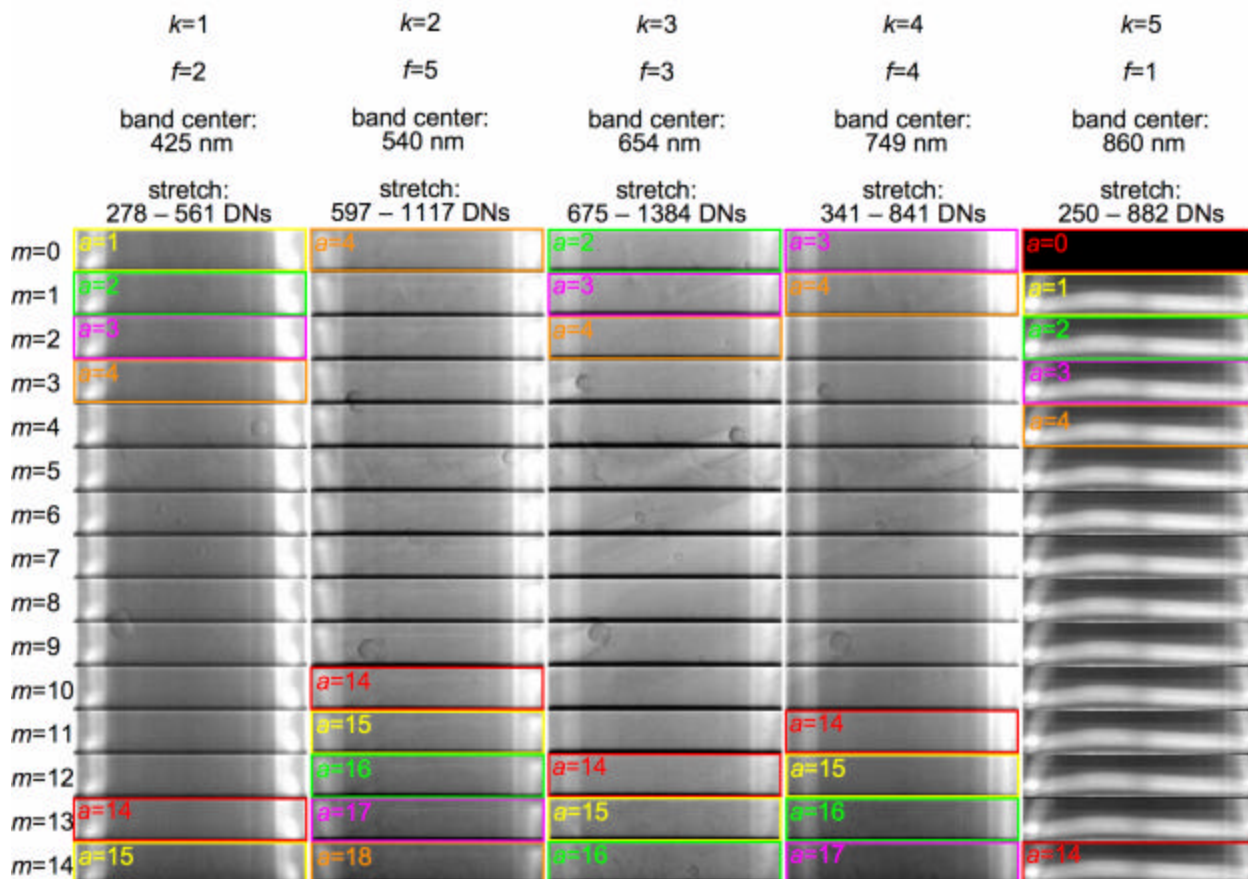 k=1 k=2 k=3 k=4 k=5
f=2 f=5 f=3 f=4 f=1
band center: band center: band center: band center: band center:
425 nm 540 nm 654 nm 749 nm 860 nm
stretch: stretch: stretch: stretch: stretch:
278 – 561 DNs 597 – 1117 DNs 675 – 1384 DNs 341 – 841 DNs 250 – 882 DNs
m=0 a=1 a=4 a=2 a=3 a=0
m=1 a=2 a=3 a=4 a=1
m=2 a=3 a=4 a=2
m=3 a=4 a=3
m=4 a=4
m=5
m=6
m=7
m=8
m=9
m=10 a=14
m=11 a=15 a=14
m=12 a=16 a=14 a=15
m=13 a=14 a=17 a=15 a=16
m=14 a=15 a=18 a=16 a=17 a=14